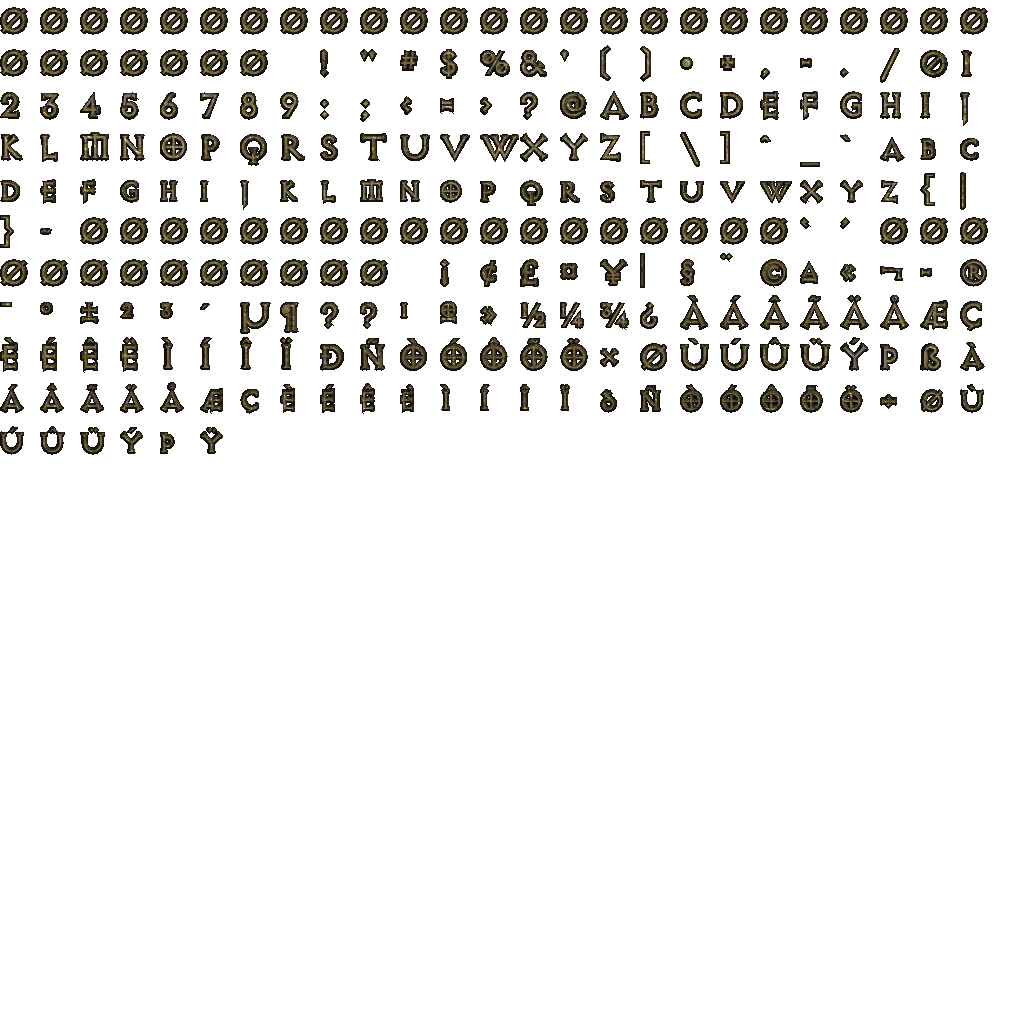 Ø Ø Ø Ø Ø Ø Ø Ø Ø Ø Ø Ø Ø Ø Ø Ø Ø Ø Ø Ø Ø Ø Ø Ø Ø
Ø Ø Ø Ø Ø Ø Ø ! " # $ % & ' ( ) • + , - . / Ø I
2 3 4 5 6 7 8 9 : ; < = > ? @ A B C D E F G H I J
K L M N O P Q R S T U V W X Y Z [ \ ] ^ _ ` A B C
D E F G H I J K L M N O P Q R S T U V W X Y Z { |
} ~ Ø Ø Ø Ø Ø Ø Ø Ø Ø Ø Ø Ø Ø Ø Ø Ø Ø Ø ‘ ’ Ø Ø Ø
Ø Ø Ø Ø Ø Ø Ø Ø Ø Ø ¡ ¢ £ ¤ ¥ ¦ § ¨ © ª « ¬ - ®
¯ ° ± ² ³ ´ µ ¶ ? ? ¹ º » ½ ¼ ¾ ¿ À Á Â Ã Ä Å Æ Ç
È É Ê Ë Ì Í Î Ï Ð Ñ Ò Ó Ô Õ Ö × Ø Ù Ú Û Ü Ý Þ ß À
Á Â Ã Ä Å Æ Ç È É Ê Ë Ì Í Î Ï ð Ñ Ò Ó Ô Õ Ö ÷ Ø Ù
Ú Û Ü Ý Þ Ÿ